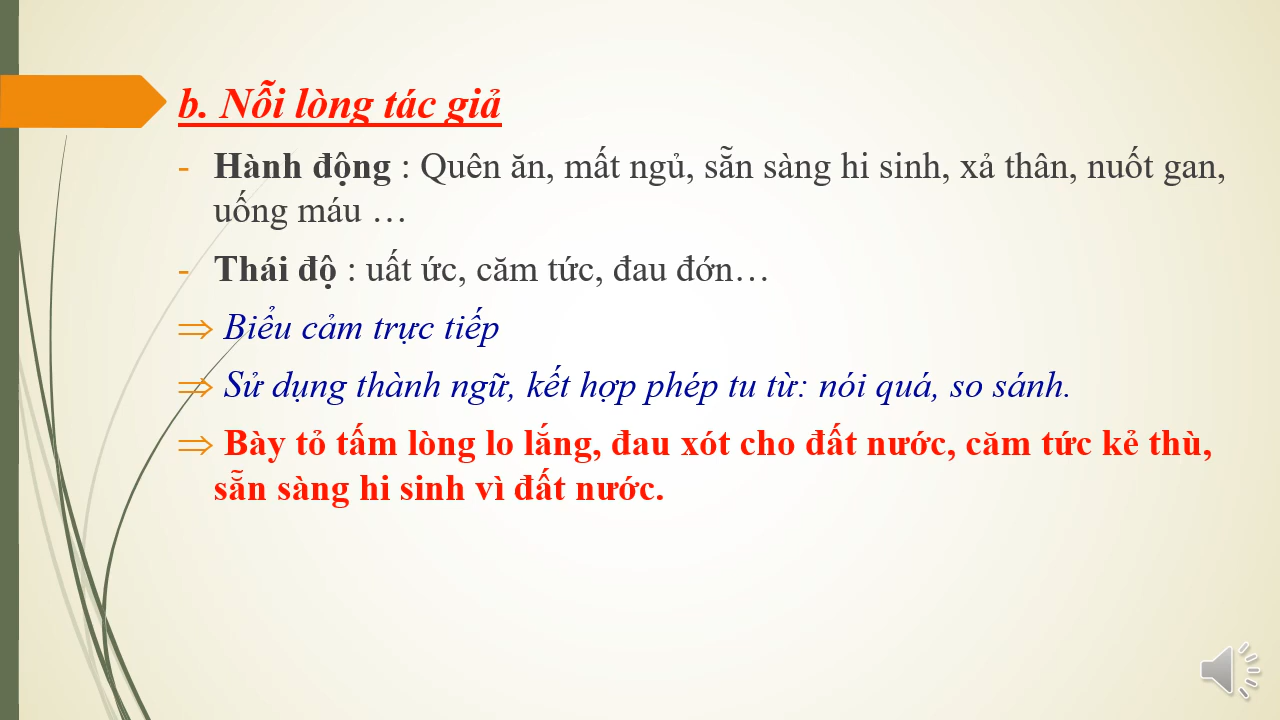 b. Nỗi lòng tác giả
- Hành động : Quên ăn, mất ngủ, sẵn sàng hi sinh, xả thân, nuốt gan,
uống máu …
- Thái độ : uất ức, căm tức, đau đớn…
⇒ Biểu cảm trực tiếp
⇒ Sử dụng thành ngữ, kết hợp phép tu từ: nói quá, so sánh.
⇒ Bày tỏ tấm lòng lo lắng, đau xót cho đất nước, căm tức kẻ thù,
sẵn sàng hi sinh vì đất nước.